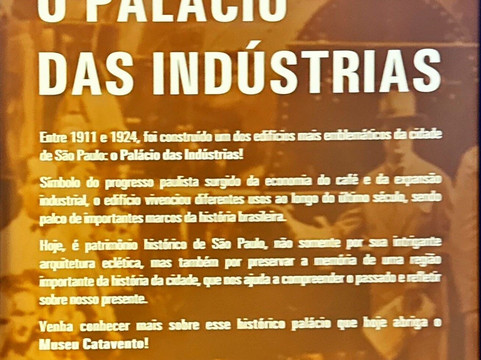 O PALÁCIO
DAS INDÚSTRIAS
Entre 1911 e 1924, foi construído um dos edifícios mais emblemáticos da cidade
de São Paulo: o Palácio das Indústrias!
Símbolo do progresso paulista surgido da economia do café e da expansão
industrial, o edifício vivenciou diferentes usos ao longo do último século, sendo
palco de importantes marcos da história brasileira.
Hoje, é patrimônio histórico de São Paulo, não somente por sua intrigante
arquitetura eclética, mas também por preservar a memória de uma região
importante da história da cidade, que nos ajuda a compreender o passado e refletir
sobre nosso presente.
Venha conhecer mais sobre esse histórico palácio que hoje abriga o
Museu Catavento!